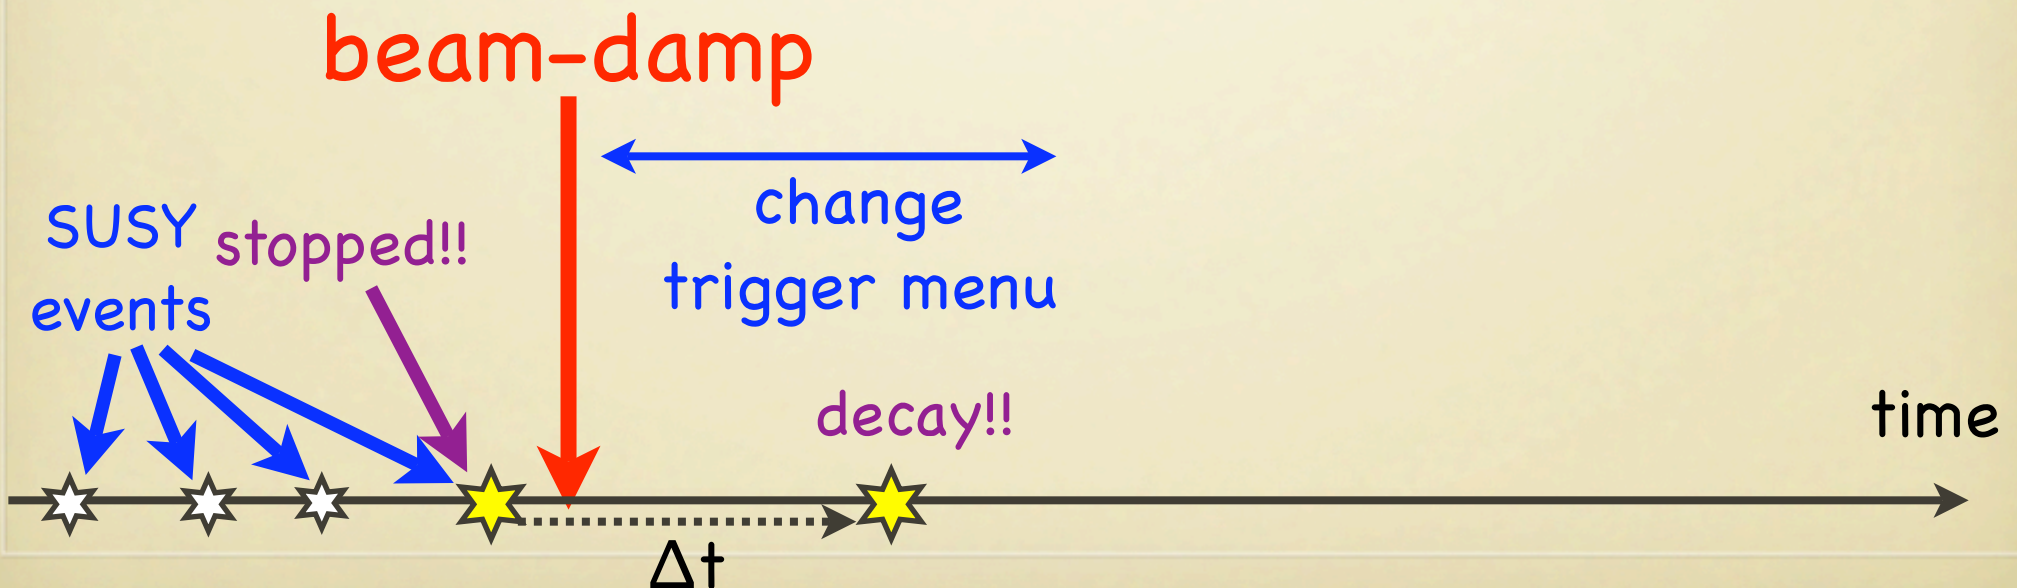 beam-damp
change
trigger menu
SUSY
events
stopped!!
decay!!
time
Δt